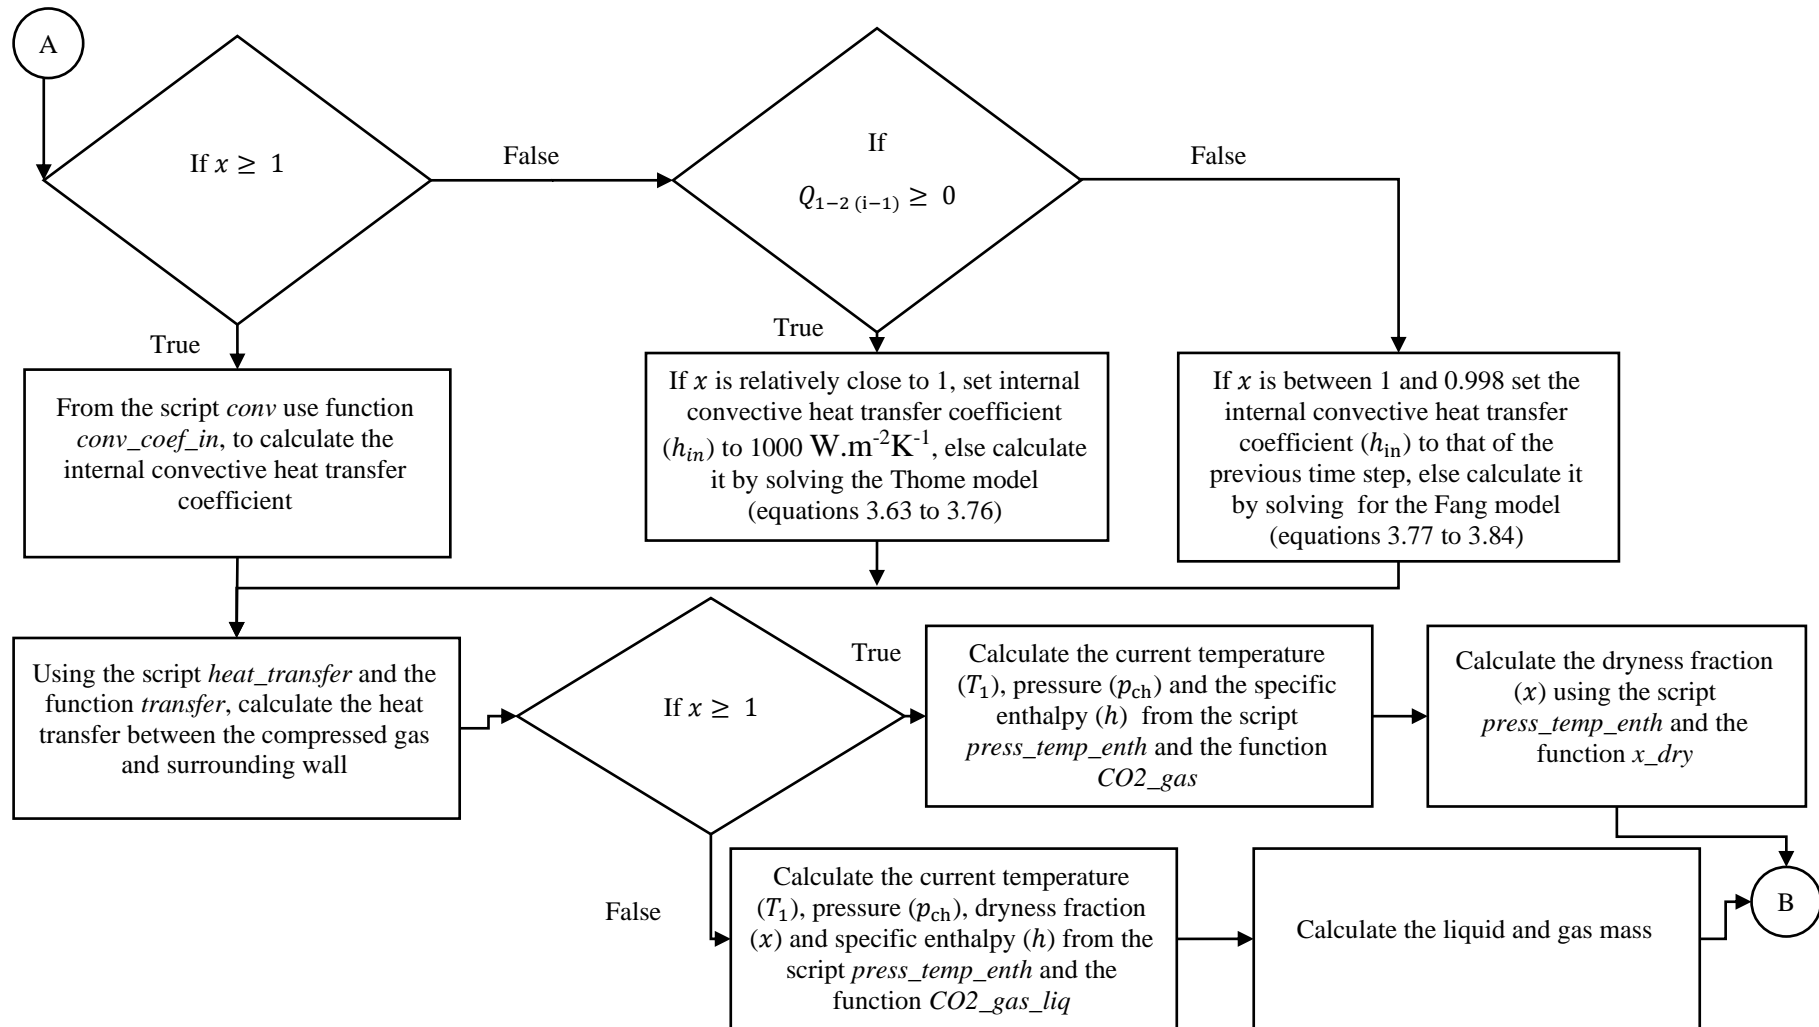 A
If x ≥ 1
False
If
Q₁₋₂ ₍ᵢ₋₁₎ ≥ 0
False
True
True
From the script conv use function
conv_coef_in, to calculate the
internal convective heat transfer
coefficient
If x is relatively close to 1, set internal
convective heat transfer coefficient
(hᵢₙ) to 1000 W.m⁻²K⁻¹, else calculate
it by solving the Thome model
(equations 3.63 to 3.76)
If x is between 1 and 0.998 set the
internal convective heat transfer
coefficient (hᵢₙ) to that of the
previous time step, else calculate it
by solving for the Fang model
(equations 3.77 to 3.84)
Using the script heat_transfer and the
function transfer, calculate the heat
transfer between the compressed gas
and surrounding wall
If x ≥ 1
True
Calculate the current temperature
(T₁), pressure (p_ch) and the specific
enthalpy (h) from the script
press_temp_enth and the function
CO2_gas
Calculate the dryness fraction
(x) using the script
press_temp_enth and the
function x_dry
False
Calculate the current temperature
(T₁), pressure (p_ch), dryness fraction
(x) and specific enthalpy (h) from the
script press_temp_enth and the
function CO2_gas_liq
Calculate the liquid and gas mass
B